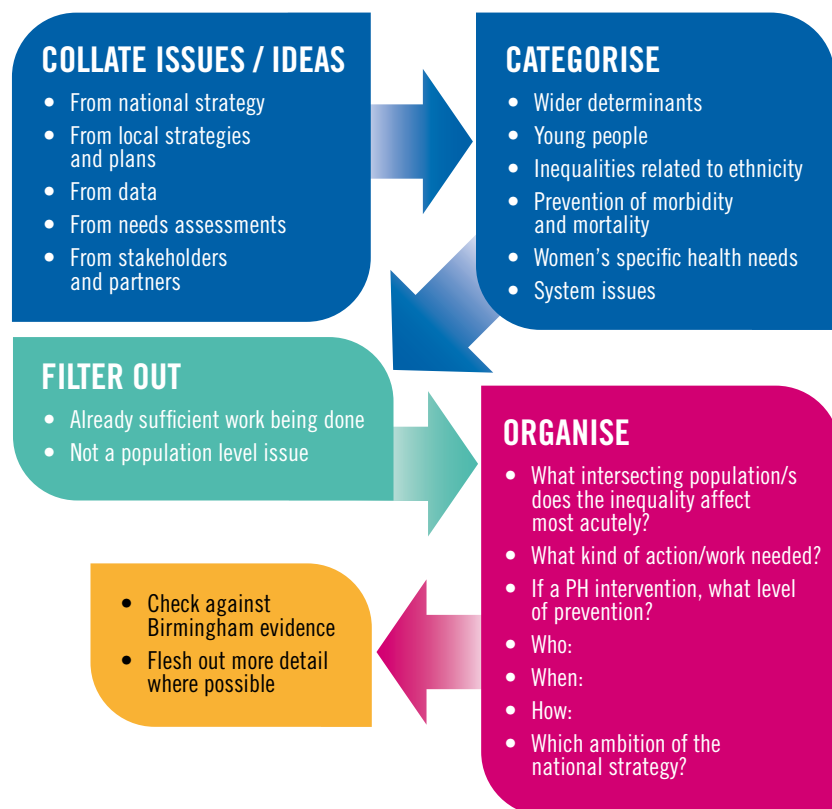 COLLATE ISSUES / IDEAS
• From national strategy
• From local strategies
and plans
• From data
• From needs assessments
• From stakeholders
and partners
CATEGORISE
• Wider determinants
• Young people
• Inequalities related to ethnicity
• Prevention of morbidity
and mortality
• Women's specific health needs
• System issues
FILTER OUT
• Already sufficient work being done
• Not a population level issue
ORGANISE
• What intersecting population/s
does the inequality affect
most acutely?
• What kind of action/work needed?
• If a PH intervention, what level
of prevention?
• Who:
• When:
• How:
• Which ambition of the
national strategy?
• Check against
Birmingham evidence
• Flesh out more detail
where possible